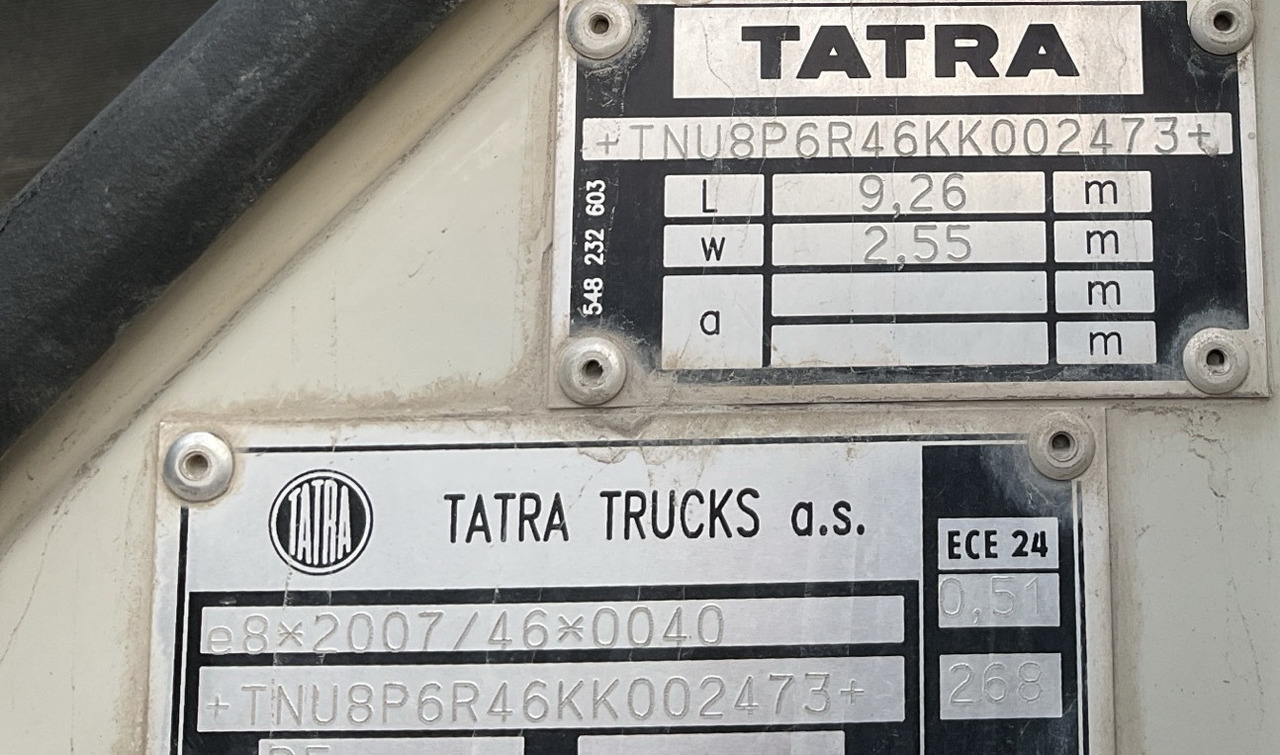 TATRA
+TNU8P6R46KK002473+
548 232 603
L 9,26 m
w 2,55 m
a m
m
TATRA TATRA TRUCKS a.s.
ECE 24
0,51
e8*2007/46*0040
+TNU8P6R46KK002473+
268